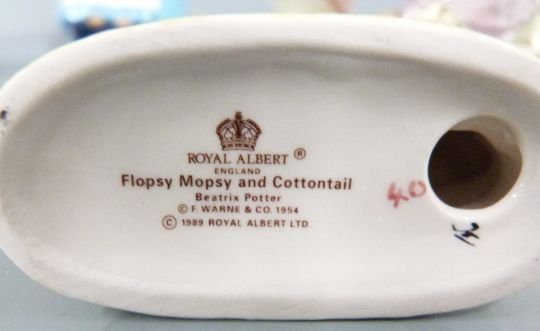 ROYAL ALBERT ®
ENGLAND
Flopsy Mopsy and Cottontail
Beatrix Potter
© F. WARNE & CO. 1954
© 1989 ROYAL ALBERT LTD.
40